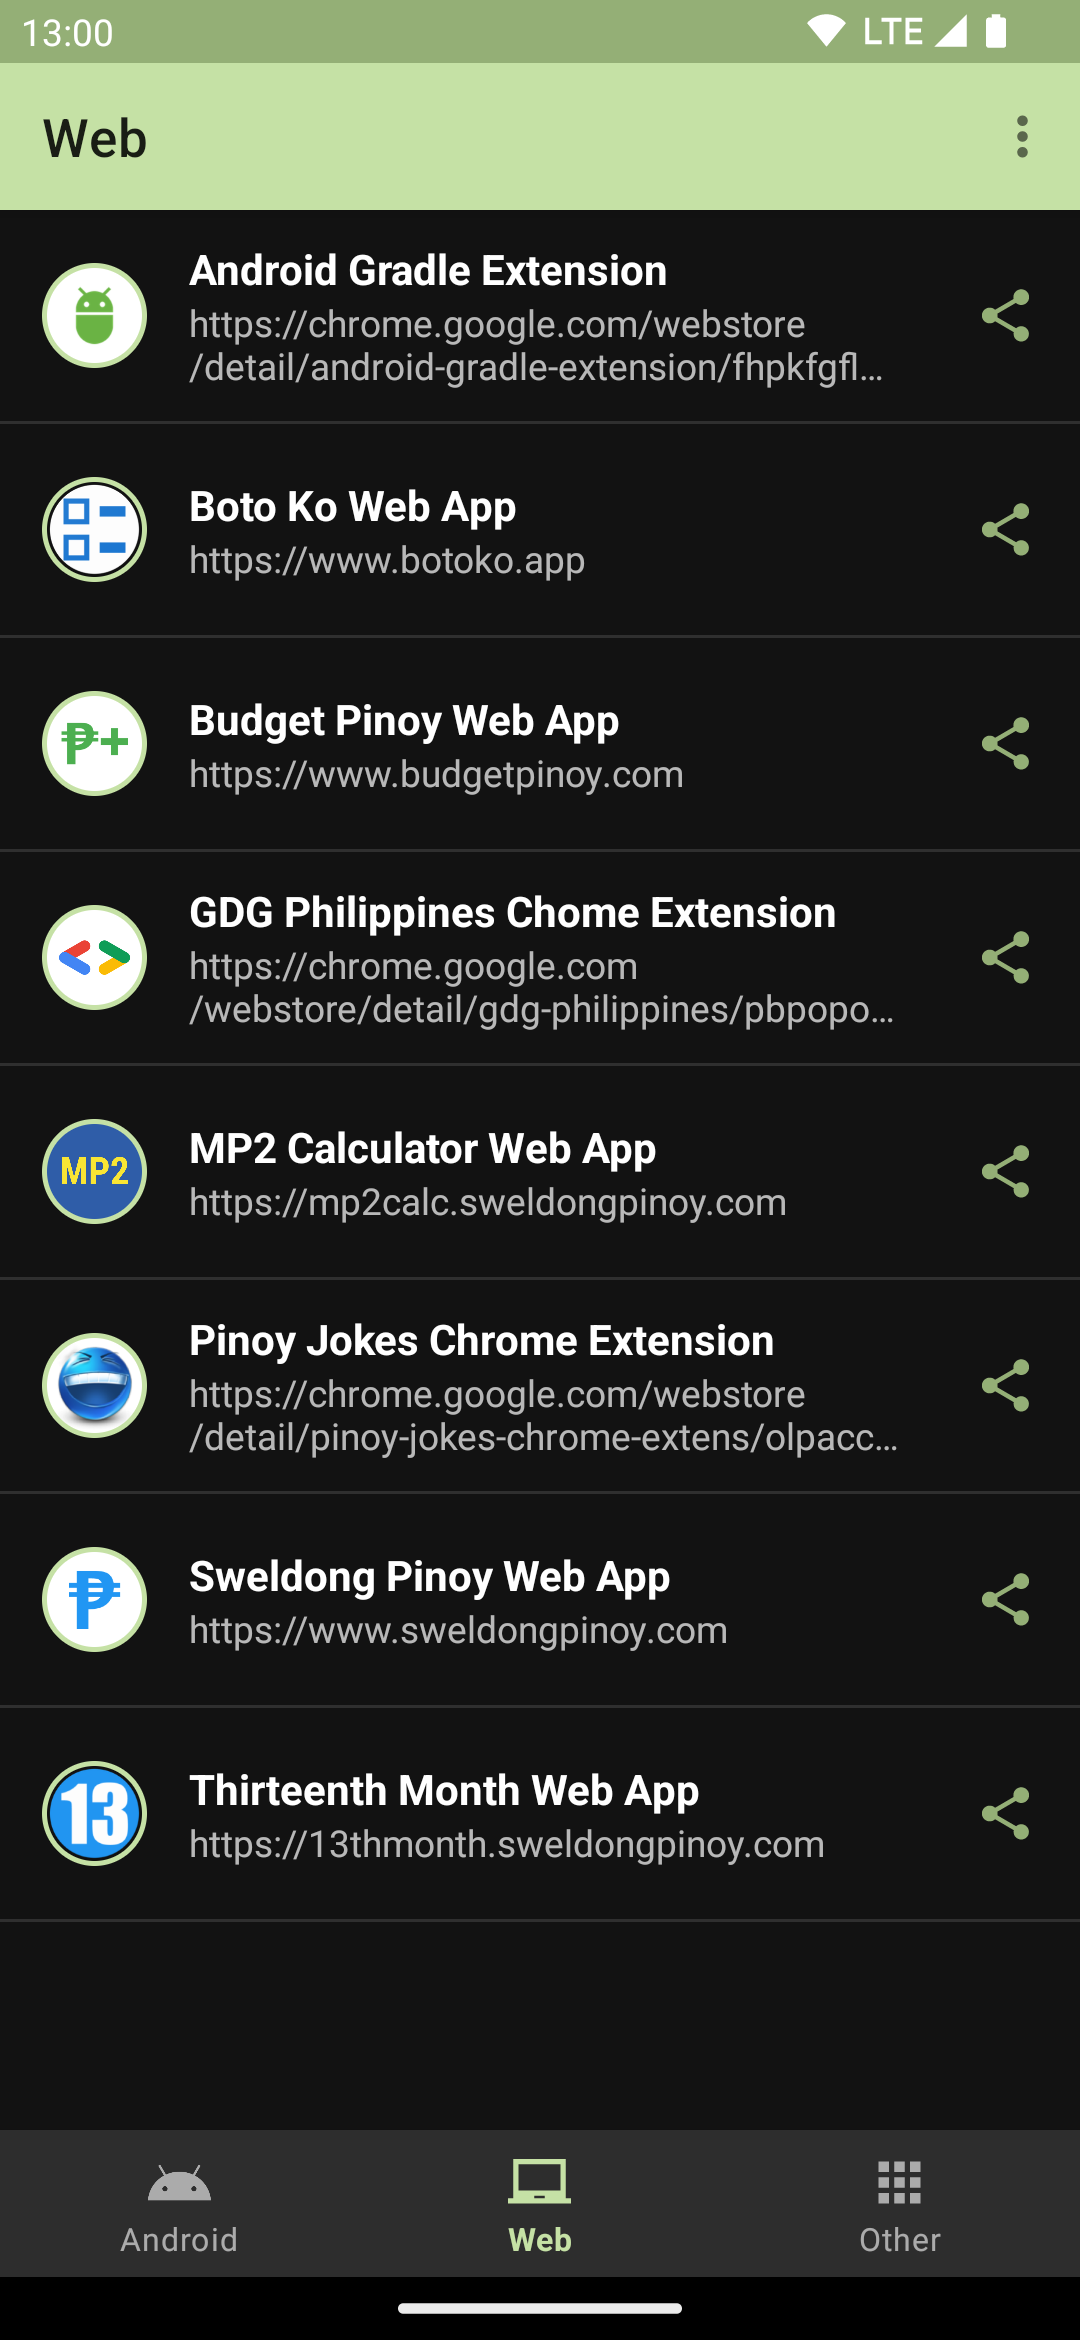 13:00
LTE
Web
Android Gradle Extension
https://chrome.google.com/webstore
/detail/android-gradle-extension/fhpkfgfl…
Boto Ko Web App
https://www.botoko.app
₱+
Budget Pinoy Web App
https://www.budgetpinoy.com
GDG Philippines Chome Extension
https://chrome.google.com
/webstore/detail/gdg-philippines/pbpopo…
MP2
MP2 Calculator Web App
https://mp2calc.sweldongpinoy.com
Pinoy Jokes Chrome Extension
https://chrome.google.com/webstore
/detail/pinoy-jokes-chrome-extens/olpacc…
₱
Sweldong Pinoy Web App
https://www.sweldongpinoy.com
13
Thirteenth Month Web App
https://13thmonth.sweldongpinoy.com
Android
Web
Other